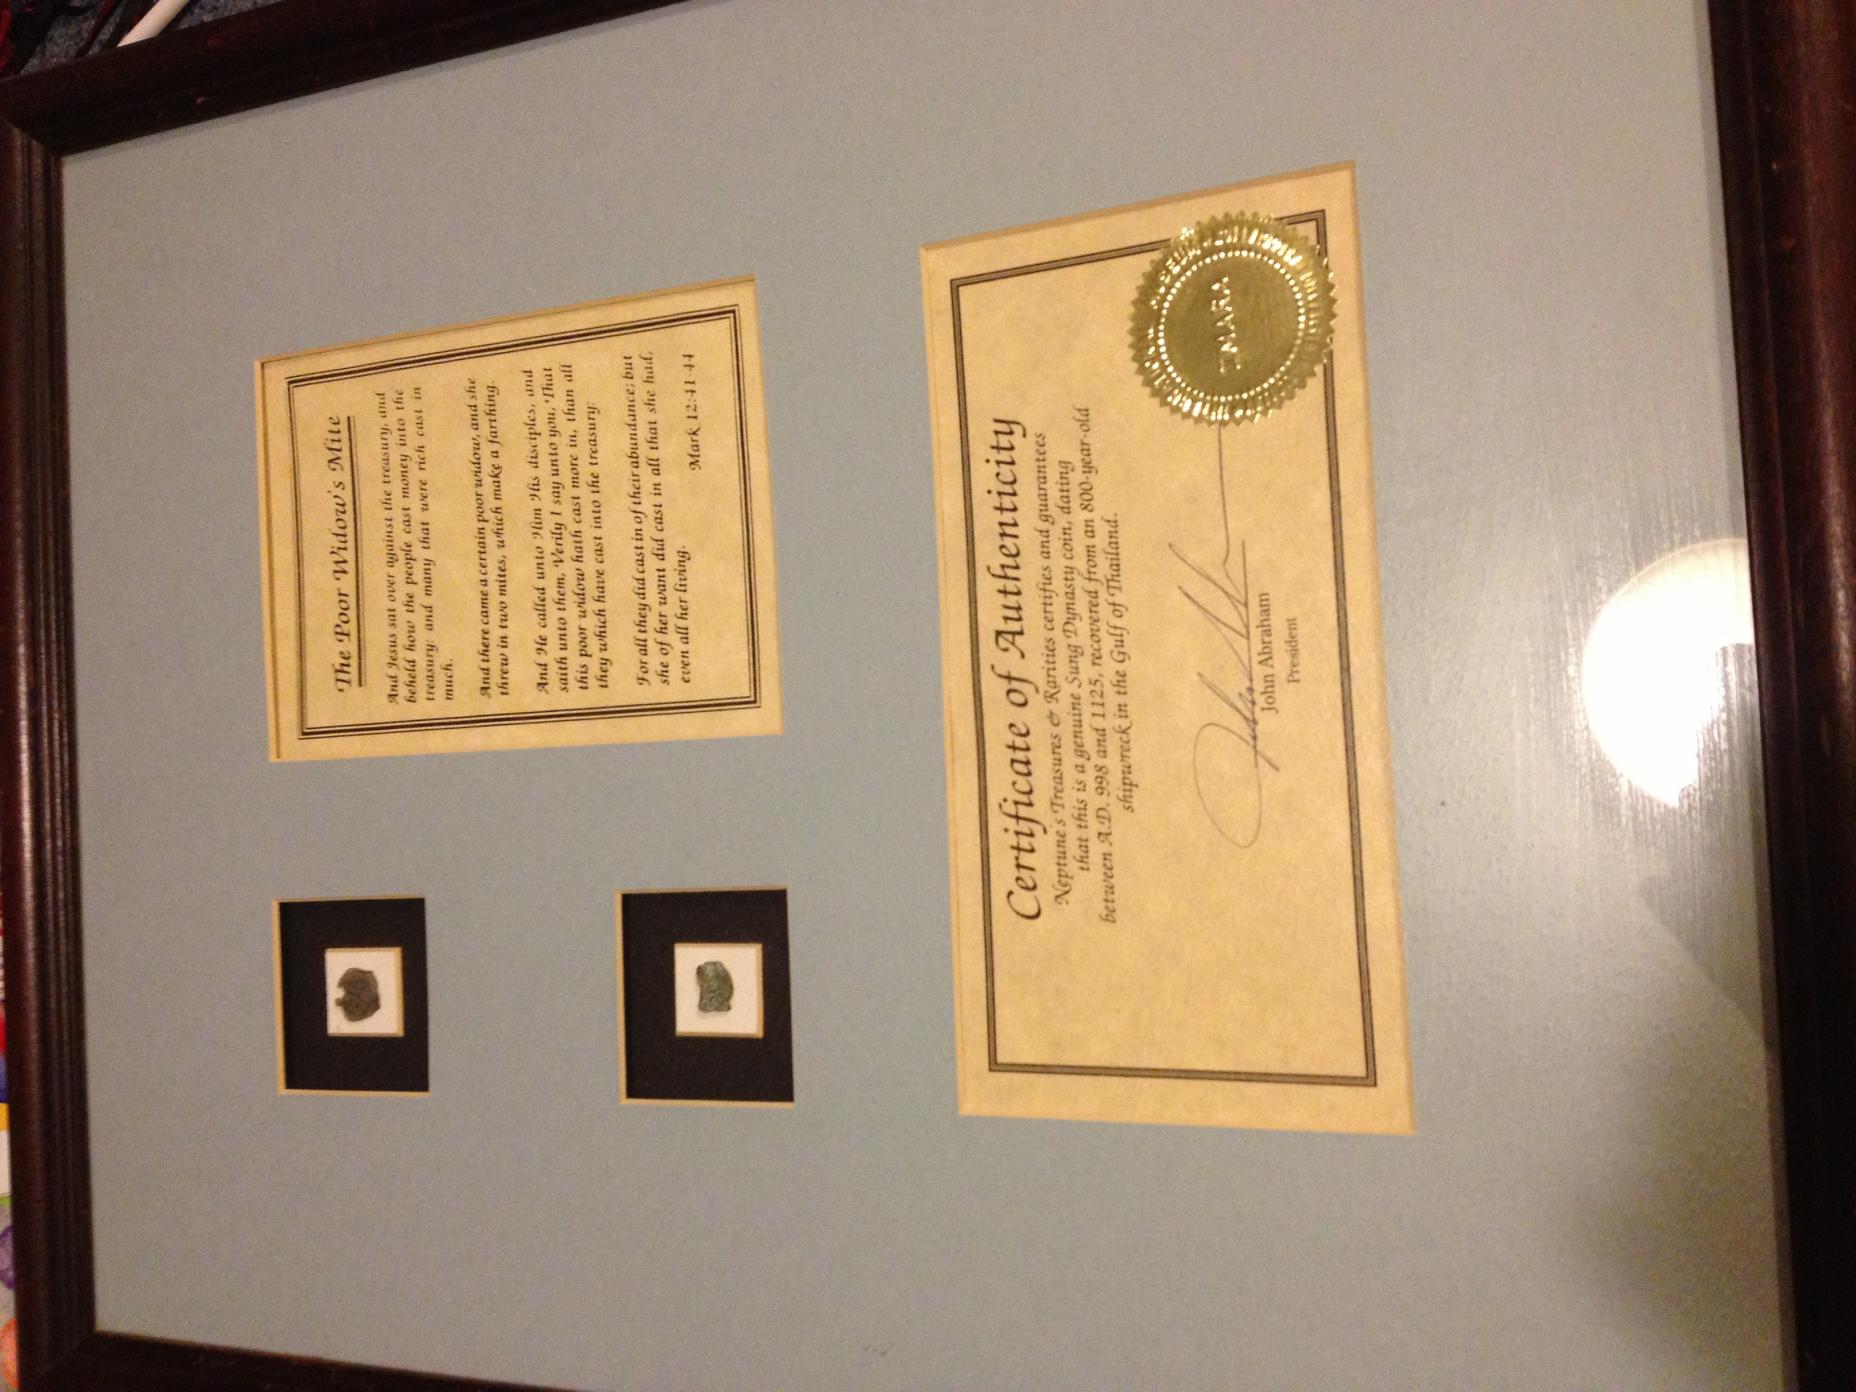 The Poor Widow's Mite
And Jesus sat over against the treasury, and
beheld how the people cast money into the
treasury: and many that were rich cast in
much.
And there came a certain poor widow, and she
threw in two mites, which make a farthing.
And He called unto Him His disciples, and
saith unto them, Verily I say unto you, That
this poor widow hath cast more in, than all
they which have cast into the treasury:
For all they did cast in of their abundance; but
she of her want did cast in all that she had,
even all her living.
Mark 12:41-44
Certificate of Authenticity
Neptune's Treasures & Rarities certifies and guarantees
that this is a genuine Sung Dynasty coin, dating
between A.D. 998 and 1125, recovered from an 800-year-old
shipwreck in the Gulf of Thailand.
John Abraham
President